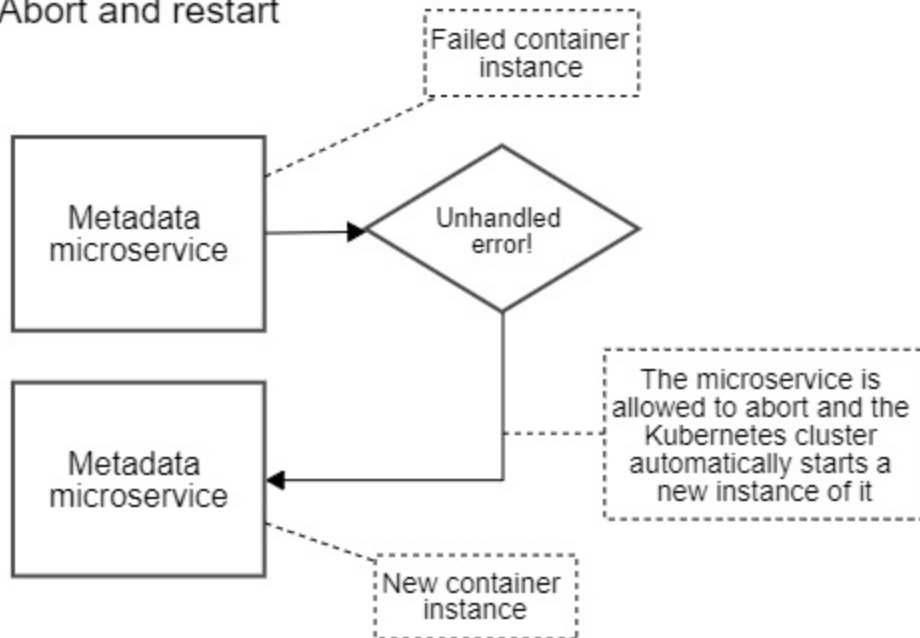 Abort and restart
Failed container
instance
Metadata
microservice
Unhandled
error!
The microservice is
allowed to abort and the
Kubernetes cluster
automatically starts a
new instance of it
Metadata
microservice
New container
instance